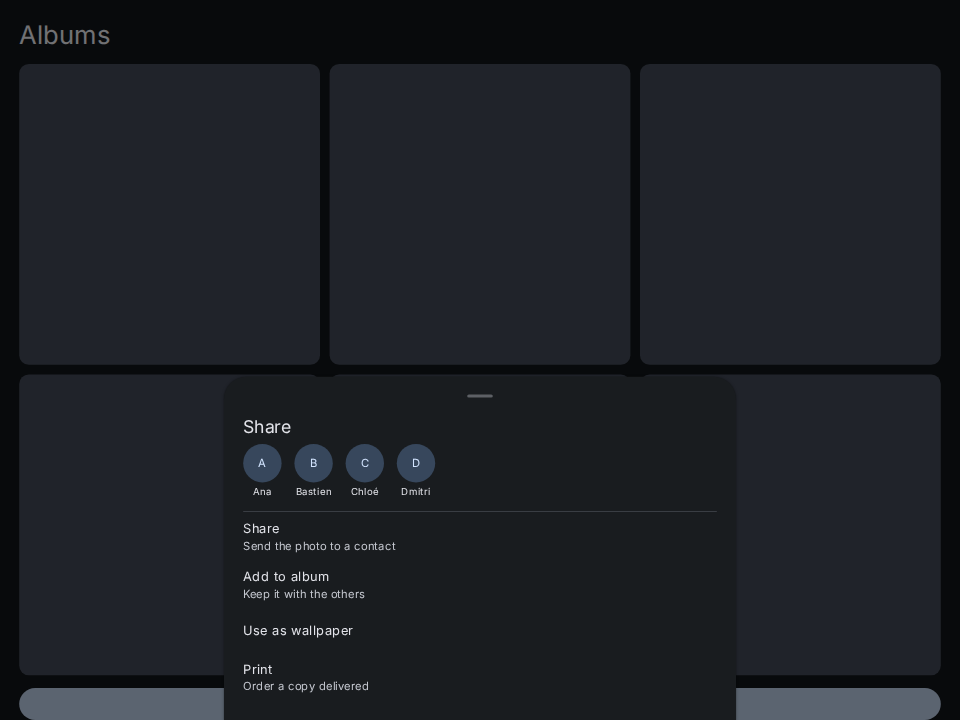 Albums
Share
A B C D
Ana Bastien Chloé Dmitri
Share
Send the photo to a contact
Add to album
Keep it with the others
Use as wallpaper
Print
Order a copy delivered